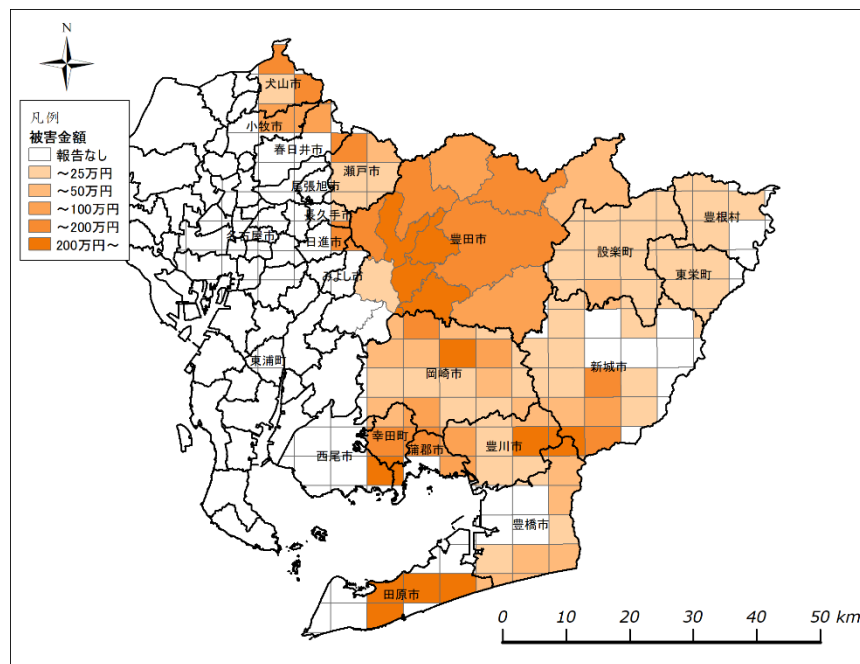 N
凡例
被害金額
報告なし
～25万円
～50万円
～100万円
～200万円
200万円～
犬山市
小牧市
春日井市
瀬戸市
尾張旭市
長久手市
名古屋市
日進市
豊田市
みよし市
豊根村
設楽町
東栄町
東浦町
岡崎市
新城市
幸田町
西尾市
蒲郡市
豊川市
豊橋市
田原市
0 10 20 30 40 50 km